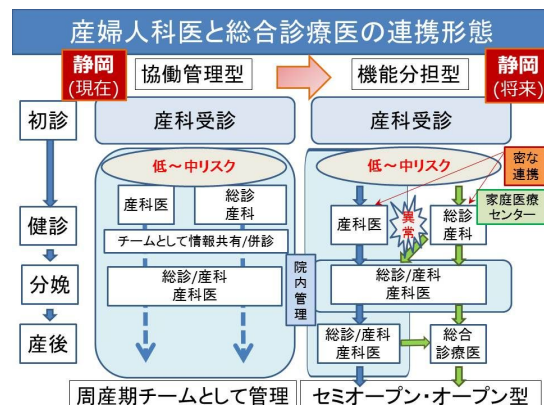 産婦人科医と総合診療医の連携形態
静岡
(現在)
協働管理型
機能分担型
静岡
(将来)
初診
産科受診
産科受診
低～中リスク
低～中リスク
密な
連携
産科医
総診
産科
産科医
異常
総診
産科
家庭医療
センター
健診
チームとして情報共有/併診
分娩
総診/産科
産科医
院内管理
総診/産科
産科医
産後
総診/産科
産科医
総合
診療医
周産期チームとして管理
セミオープン・オープン型